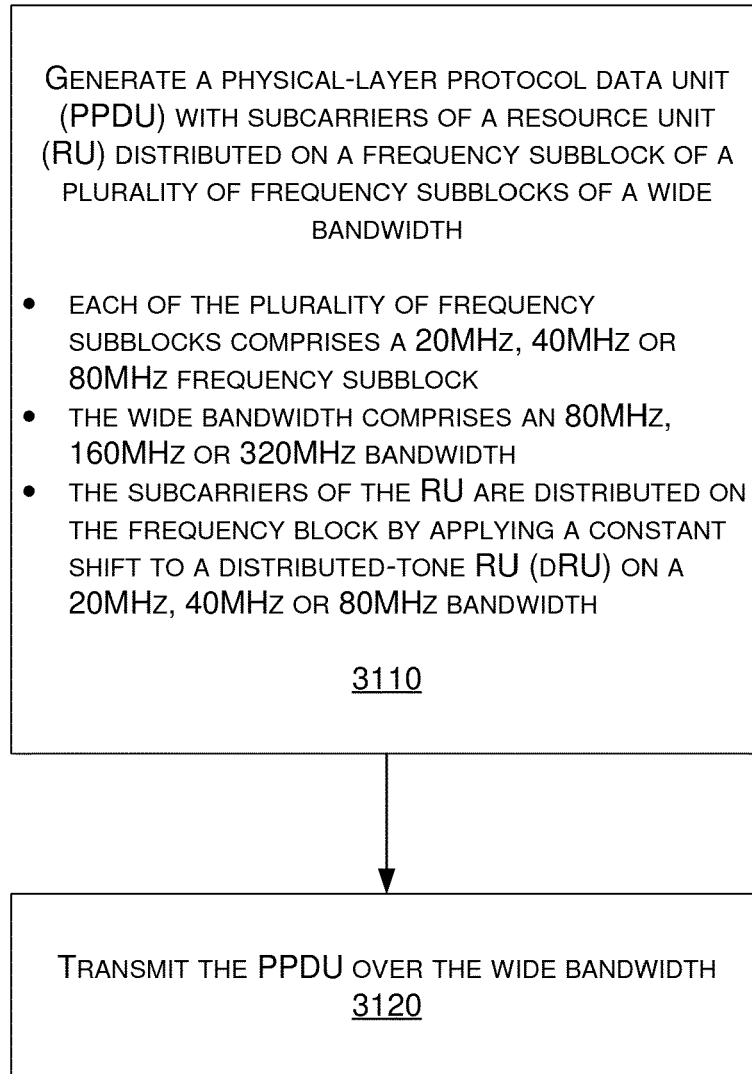 GENERATE A PHYSICAL-LAYER PROTOCOL DATA UNIT
(PPDU) WITH SUBCARRIERS OF A RESOURCE UNIT
(RU) DISTRIBUTED ON A FREQUENCY SUBBLOCK OF A
PLURALITY OF FREQUENCY SUBBLOCKS OF A WIDE
BANDWIDTH
• EACH OF THE PLURALITY OF FREQUENCY
SUBBLOCKS COMPRISES A 20MHZ, 40MHZ OR
80MHZ FREQUENCY SUBBLOCK
• THE WIDE BANDWIDTH COMPRISES AN 80MHZ,
160MHZ OR 320MHZ BANDWIDTH
• THE SUBCARRIERS OF THE RU ARE DISTRIBUTED ON
THE FREQUENCY BLOCK BY APPLYING A CONSTANT
SHIFT TO A DISTRIBUTED-TONE RU (DRU) ON A
20MHZ, 40MHZ OR 80MHZ BANDWIDTH
3110
TRANSMIT THE PPDU OVER THE WIDE BANDWIDTH
3120